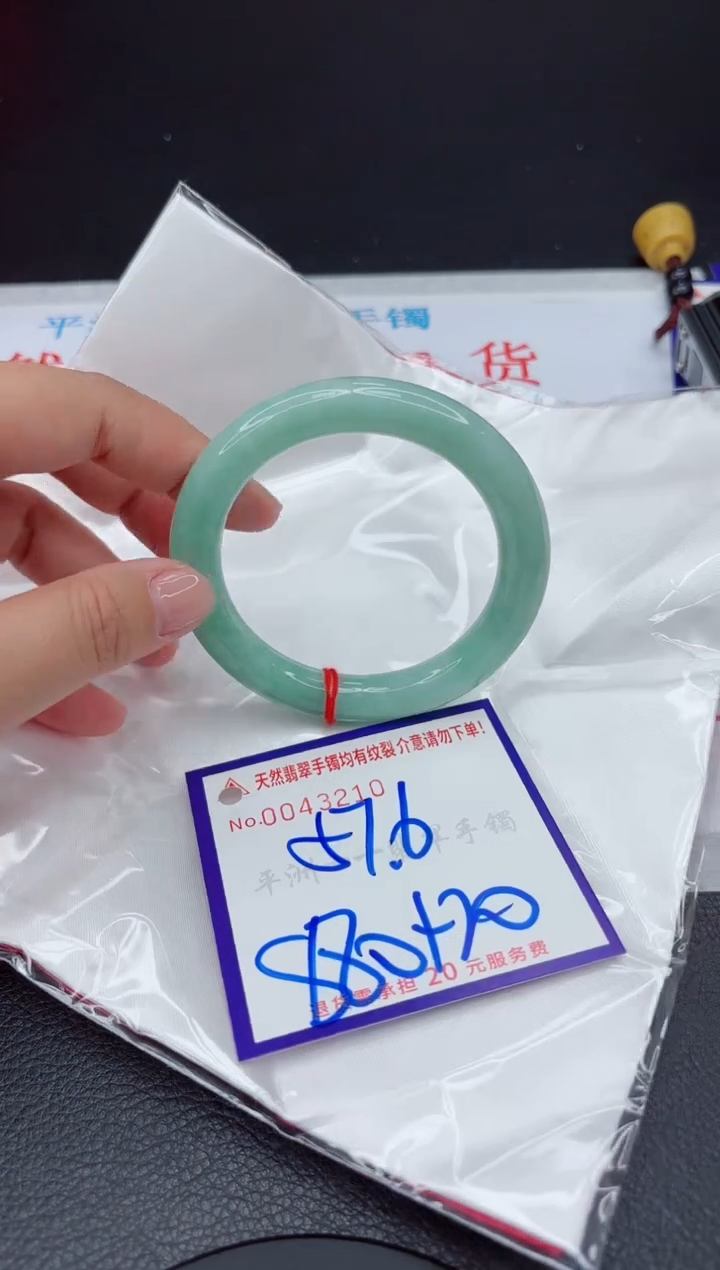 平
手镯
货
天然翡翠手镯均有纹裂介意请勿下单!
No.0043210
57.6
平洲 一 手镯
880+20
退货需承担 20 元服务费